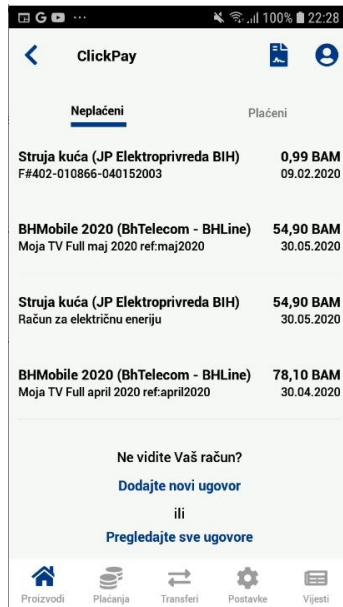 100% 22:28
ClickPay
Neplaćeni Plaćeni
Struja kuća (JP Elektroprivreda BIH) 0,99 BAM
F#402-010866-040152003 09.02.2020
BHMobile 2020 (BhTelecom - BHLine) 54,90 BAM
Moja TV Full maj 2020 ref:maj2020 30.05.2020
Struja kuća (JP Elektroprivreda BIH) 54,90 BAM
Račun za električnu eneriju 30.05.2020
BHMobile 2020 (BhTelecom - BHLine) 78,10 BAM
Moja TV Full april 2020 ref:april2020 30.04.2020
Ne vidite Vaš račun?
Dodajte novi ugovor
ili
Pregledajte sve ugovore
Proizvodi Plaćanja Transferi Postavke Vijesti